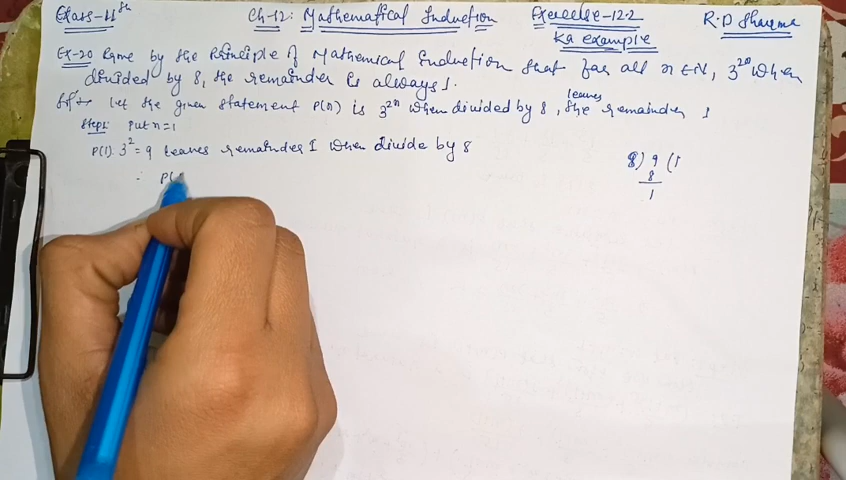 Class-11th Ch-12: Mathematical Induction Exercise-12.2 R.D Sharma
Ka example
Ex-20 Prove by the Principle of Mathemical Induction that for all n ∈ N, 3^2n when
divided by 8, the remainder is always 1.
Sol:- Let the given statement P(n) is 3^2n when divided by 8, leaves the remainder 1
Step1: Put n=1
P(1): 3^2 = 9 leaves remainder 1 when divide by 8
8) 9 (1
8
1
∴ P(